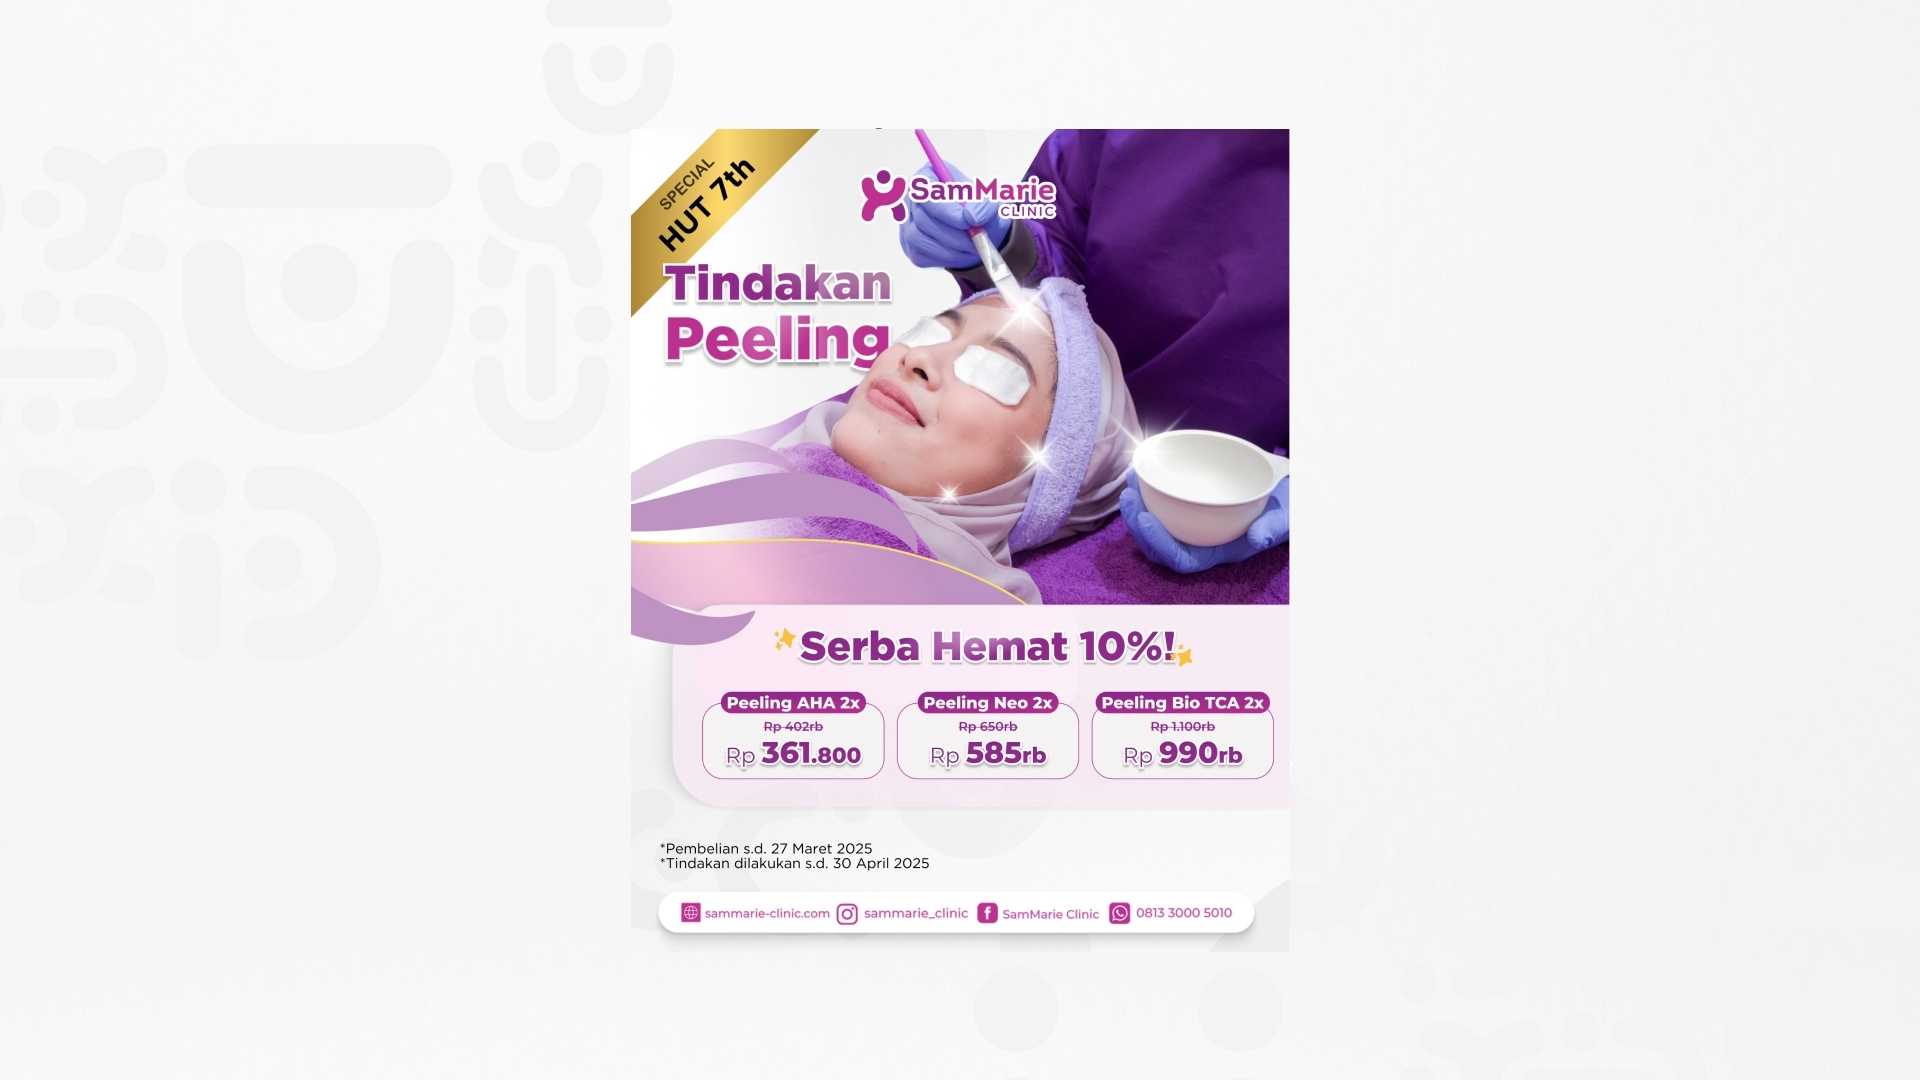 SPECIAL
HUT 7th
SamMarie
CLINIC
Tindakan
Peeling
Serba Hemat 10%!
Peeling AHA 2x
Rp 402rb
Rp 361.800
Peeling Neo 2x
Rp 650rb
Rp 585rb
Peeling Bio TCA 2x
Rp 1.100rb
Rp 990rb
*Pembelian s.d. 27 Maret 2025
*Tindakan dilakukan s.d. 30 April 2025
sammarie-clinic.com sammarie_clinic SamMarie Clinic 0813 3000 5010